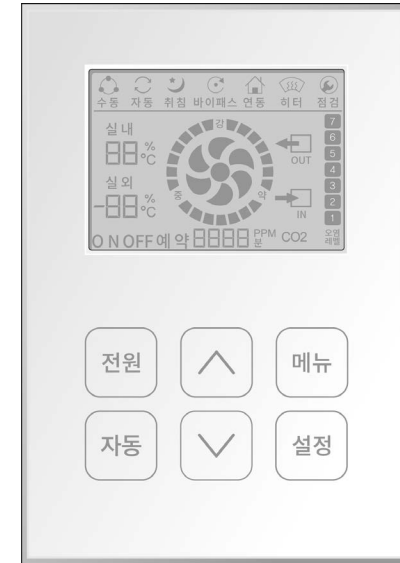 수동 자동 취침 바이패스 연동 히터 점검
강
중
약
실내
88 %
℃
실외
-88 %
℃
OUT
IN
7
6
5
4
3
2
1
오염
레벨
ON OFF 예약 8888 PPM
분
CO2
전원
메뉴
자동
설정